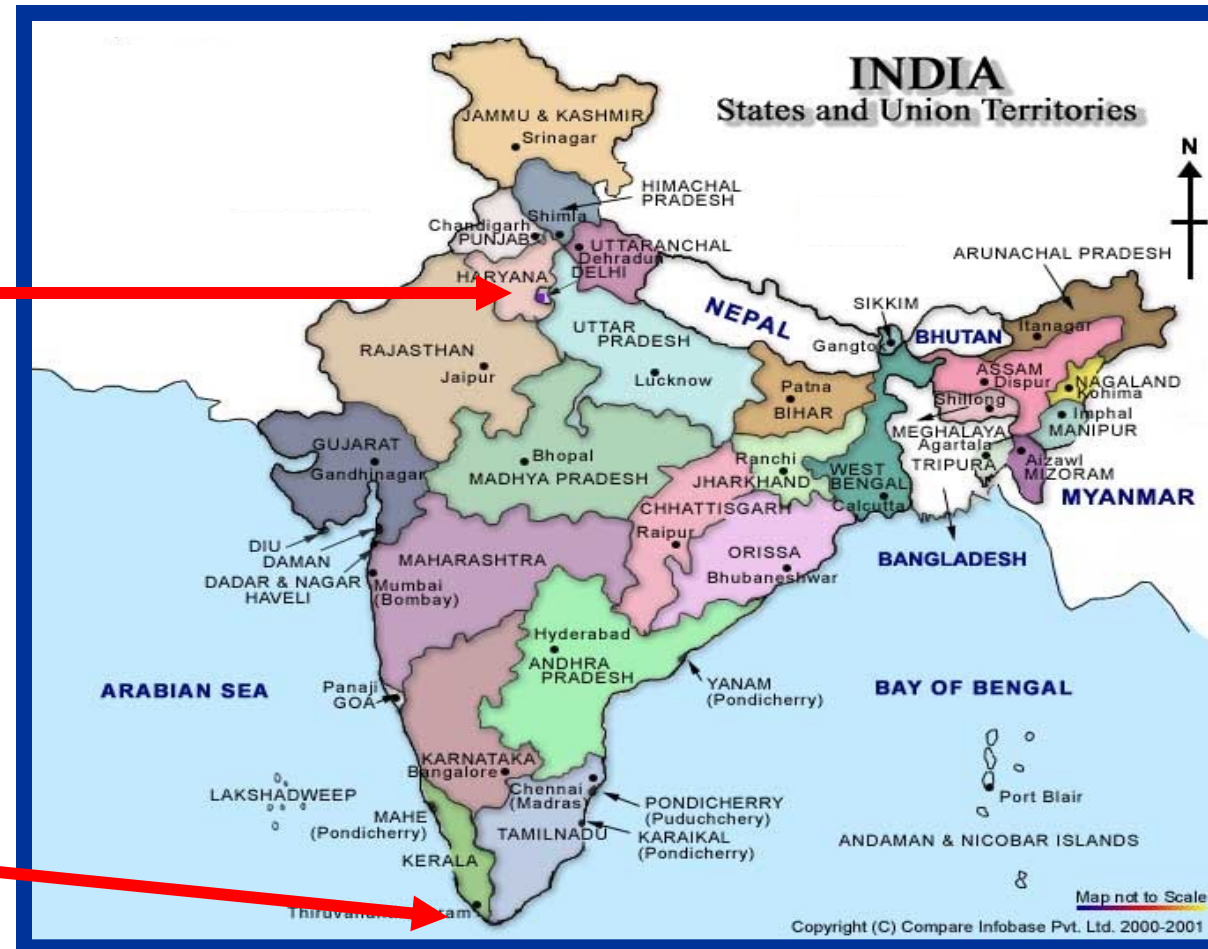 INDIA
States and Union Territories
N
JAMMU & KASHMIR
Srinagar
HIMACHAL
PRADESH
Shimla
Chandigarh
PUNJAB
UTTARANCHAL
Dehradun
HARYANA
DELHI
ARUNACHAL PRADESH
SIKKIM
NEPAL
BHUTAN
Itanagar
Gangtok
UTTAR
PRADESH
RAJASTHAN
Jaipur
Lucknow
Patna
BIHAR
ASSAM
Dispur
NAGALAND
Kohima
Shillong
Imphal
MEGHALAYA
MANIPUR
Agartala
TRIPURA
Aizawl
MIZORAM
GUJARAT
Gandhinagar
Bhopal
MADHYA PRADESH
Ranchi
JHARKHAND
WEST
BENGAL
Calcutta
MYANMAR
CHHATTISGARH
Raipur
DIU
DAMAN
DADAR & NAGAR
HAVELI
MAHARASHTRA
Mumbai
(Bombay)
ORISSA
Bhubaneshwar
BANGLADESH
Hyderabad
ANDHRA
PRADESH
YANAM
(Pondicherry)
ARABIAN SEA
Panaji
GOA
BAY OF BENGAL
KARNATAKA
Bangalore
LAKSHADWEEP
Chennai
(Madras)
MAHE
(Pondicherry)
PONDICHERRY
(Puduchchery)
TAMILNADU
KARAIKAL
(Pondicherry)
KERALA
Port Blair
ANDAMAN & NICOBAR ISLANDS
Map not to Scale
Copyright (C) Compare Infobase Pvt. Ltd. 2000-2001